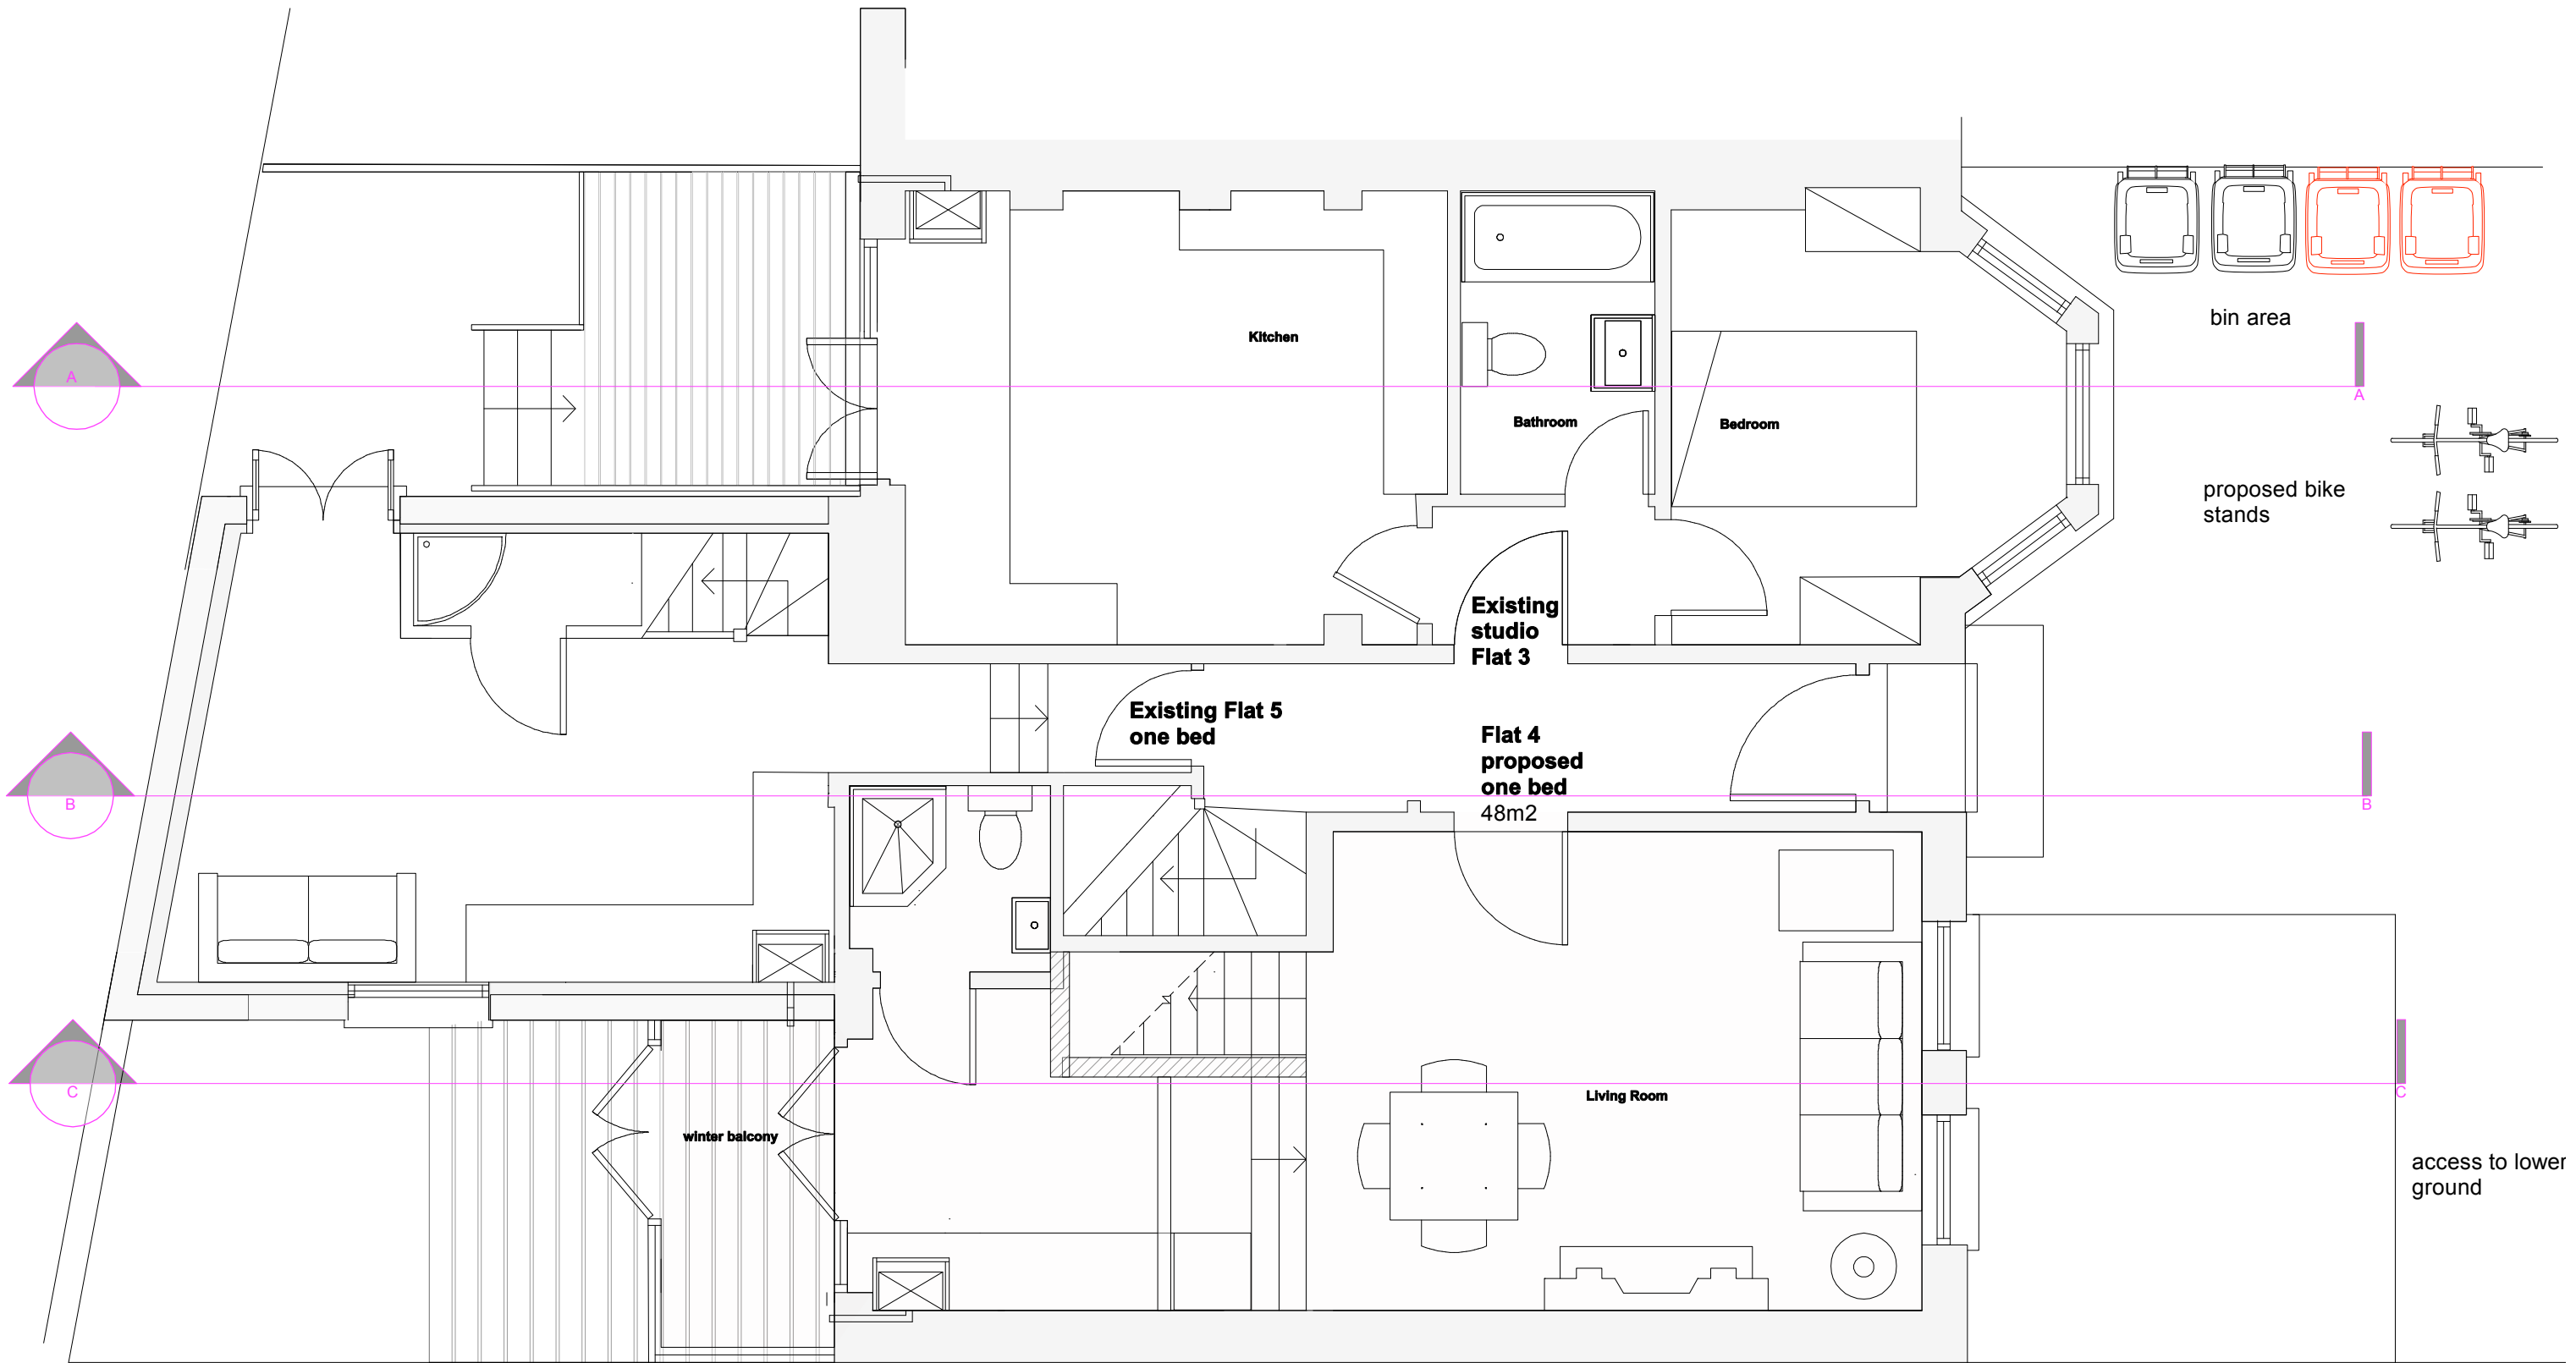 bin area
Kitchen
A
A
Bathroom
Bedroom
proposed bike
stands
Existing
studio
Flat 3
Existing Flat 5
one bed
Flat 4
proposed
one bed
48m2
B
B
C
C
Living Room
winter balcony
access to lower
ground